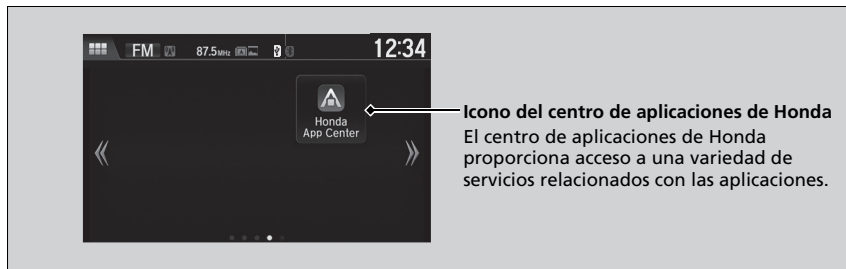 FM 87.5MHz 12:34
Honda
App Center
Icono del centro de aplicaciones de Honda
El centro de aplicaciones de Honda
proporciona acceso a una variedad de
servicios relacionados con las aplicaciones.